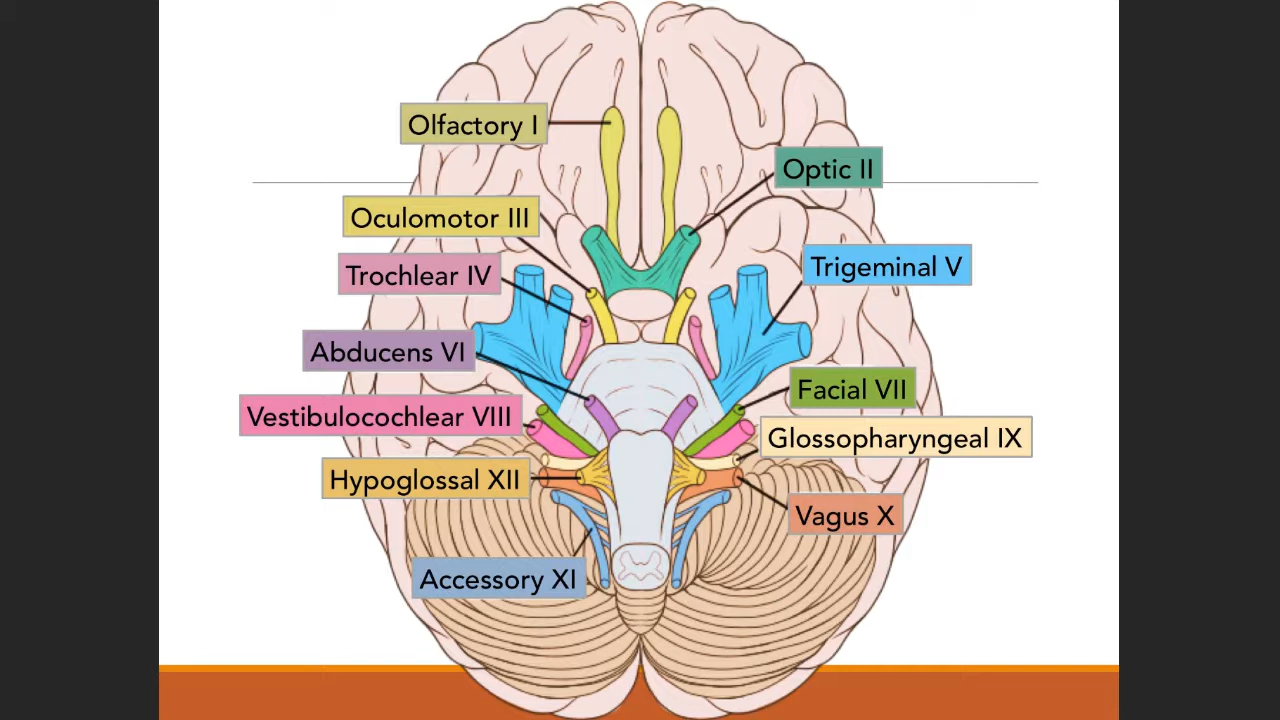 Olfactory I
Optic II
Oculomotor III
Trigeminal V
Trochlear IV
Abducens VI
Facial VII
Vestibulocochlear VIII
Glossopharyngeal IX
Hypoglossal XII
Vagus X
Accessory XI